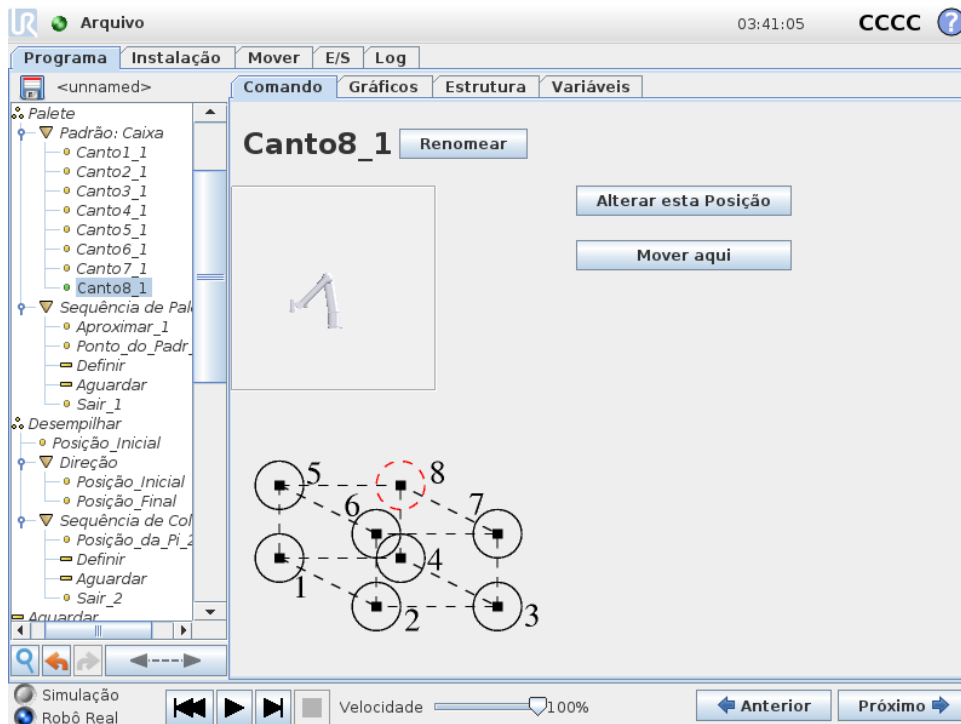 UR Arquivo 03:41:05 CCCC ?
Programa Instalação Mover E/S Log
<unnamed> Comando Gráficos Estrutura Variáveis
Palete
Padrão: Caixa
Canto1_1
Canto2_1
Canto3_1
Canto4_1
Canto5_1
Canto6_1
Canto7_1
Canto8_1
Sequência de Pal
Aproximar_1
Ponto_do_Padr_
Definir
Aguardar
Sair_1
Desempilhar
Posição_Inicial
Direção
Posição_Inicial
Posição_Final
Sequência de Col
Posição_da_Pi_2
Definir
Aguardar
Sair_2
Aguardar
Canto8_1 Renomear
Alterar esta Posição
Mover aqui
5 8
6 7
1 4
2 3
Simulação
Robô Real
Velocidade 100%
Anterior Próximo